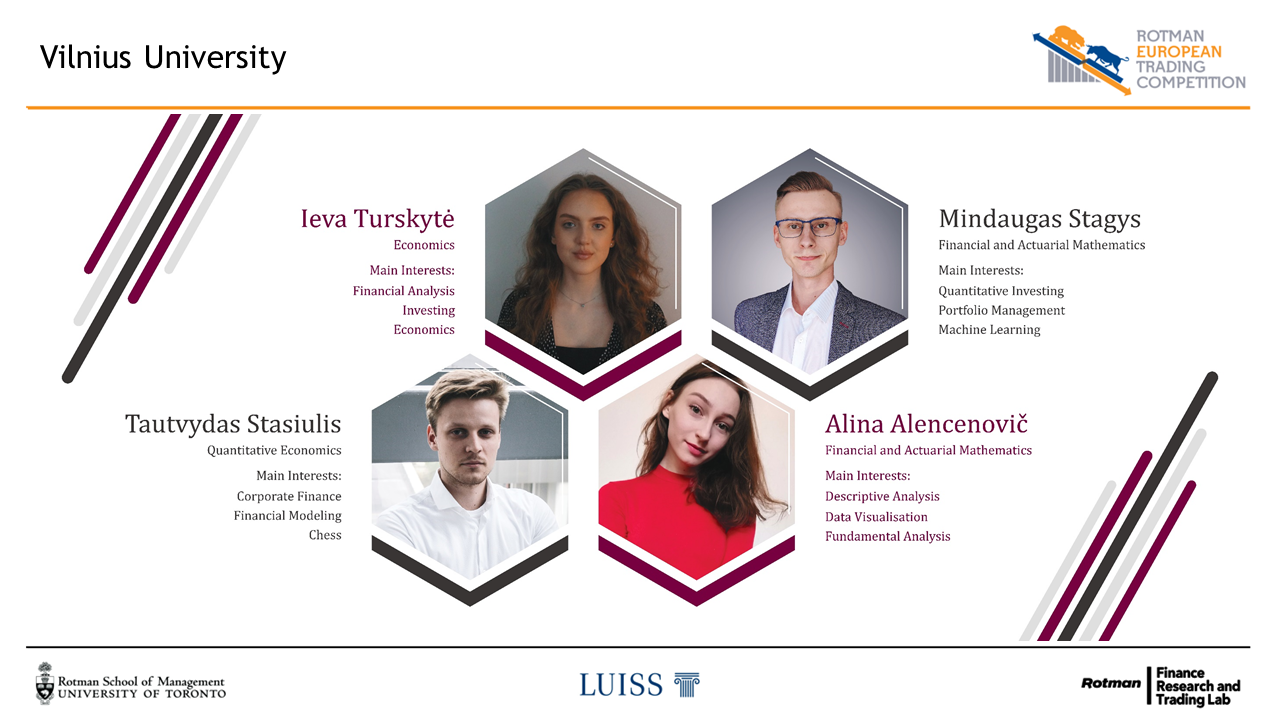 Vilnius University
ROTMAN
EUROPEAN
TRADING
COMPETITION
Ieva Turskytė
Economics
Main Interests:
Financial Analysis
Investing
Economics
Mindaugas Stagys
Financial and Actuarial Mathematics
Main Interests:
Quantitative Investing
Portfolio Management
Machine Learning
Tautvydas Stasiulis
Quantitative Economics
Main Interests:
Corporate Finance
Financial Modeling
Chess
Alina Alencenovič
Financial and Actuarial Mathematics
Main Interests:
Descriptive Analysis
Data Visualisation
Fundamental Analysis
Rotman School of Management
UNIVERSITY OF TORONTO
LUISS
Rotman
Finance
Research and
Trading Lab